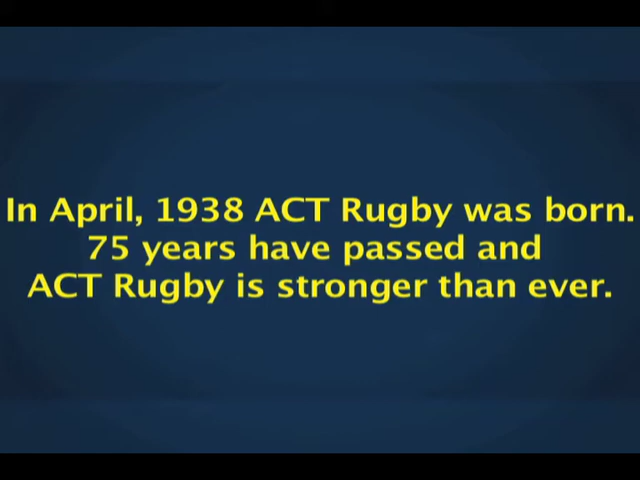 In April, 1938 ACT Rugby was born.
75 years have passed and
ACT Rugby is stronger than ever.